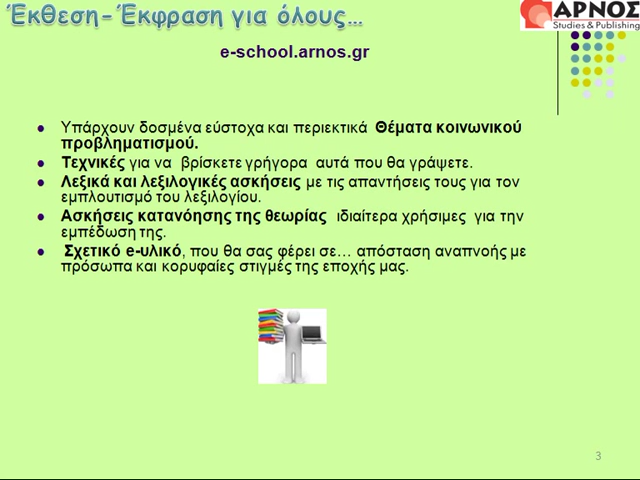 Έκθεση-Έκφραση για όλους...
ΑΡΝΟΣ
Studies & Publishing
e-school.arnos.gr
Υπάρχουν δοσμένα εύστοχα και περιεκτικά Θέματα κοινωνικού
προβληματισμού.
Τεχνικές για να βρίσκετε γρήγορα αυτά που θα γράψετε.
Λεξικά και λεξιλογικές ασκήσεις με τις απαντήσεις τους για τον
εμπλουτισμό του λεξιλογίου.
Ασκήσεις κατανόησης της θεωρίας ιδιαίτερα χρήσιμες για την
εμπέδωση της.
Σχετικό e-υλικό, που θα σας φέρει σε… απόσταση αναπνοής με
πρόσωπα και κορυφαίες στιγμές της εποχής μας.
3